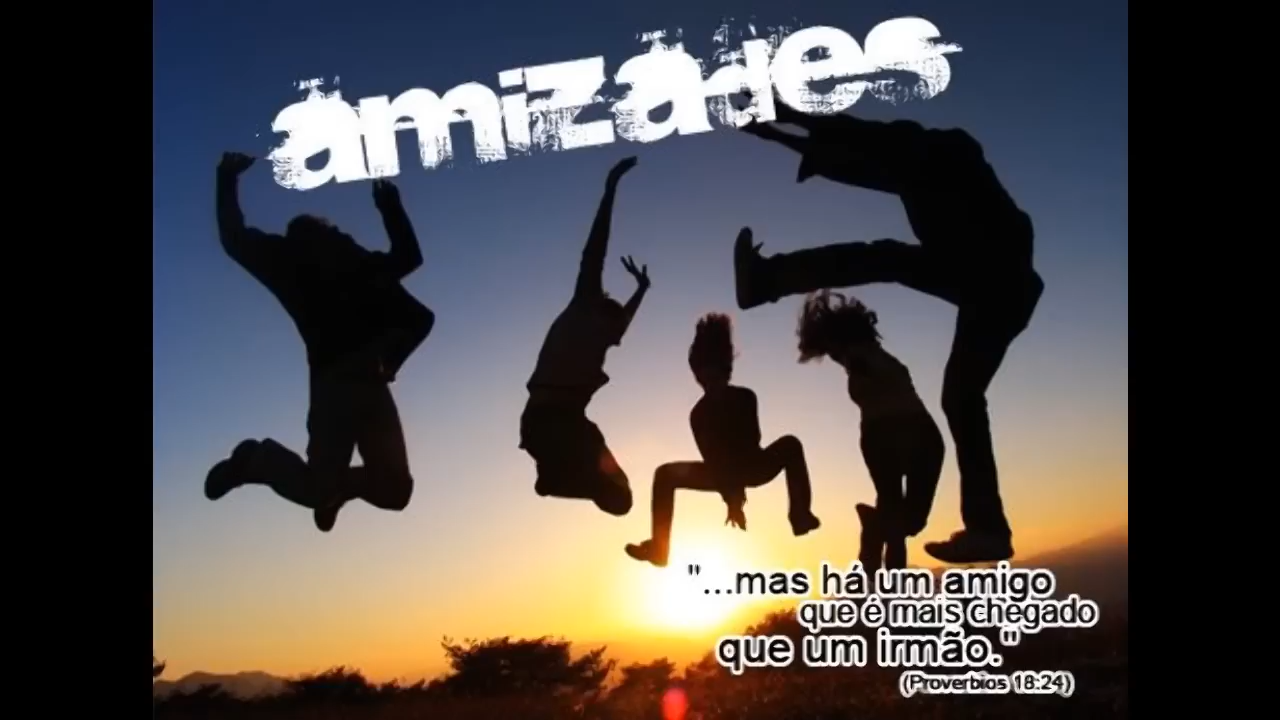 amizades
"...mas há um amigo
que é mais chegado
que um irmão."
(Proverbios 18:24)